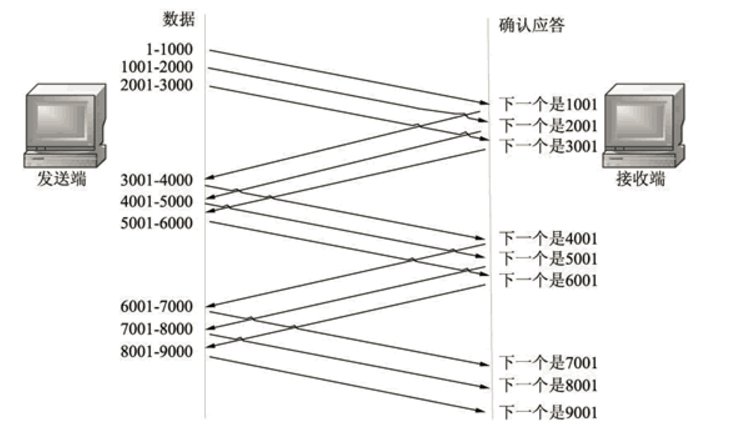 数据
确认应答
1-1000
1001-2000
2001-3000
下一个是1001
下一个是2001
下一个是3001
发送端
接收端
3001-4000
4001-5000
5001-6000
下一个是4001
下一个是5001
下一个是6001
6001-7000
7001-8000
8001-9000
下一个是7001
下一个是8001
下一个是9001